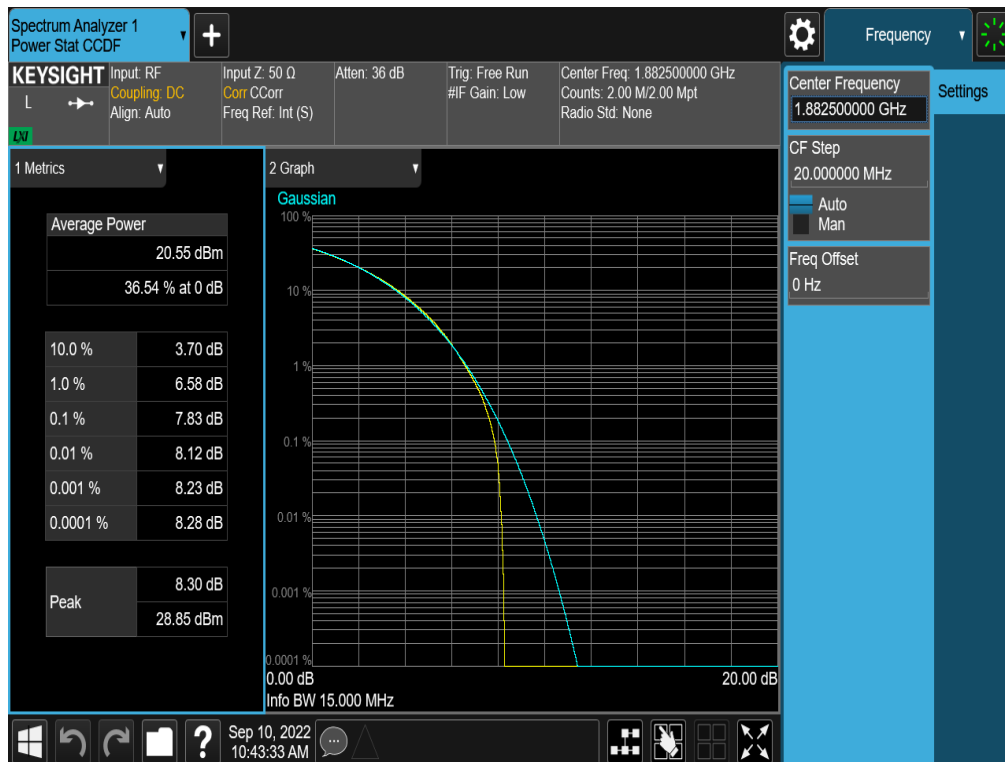 Spectrum Analyzer 1
Power Stat CCDF
+
Frequency
KEYSIGHT
L
LXI
Input: RF
Coupling: DC
Align: Auto
Input Z: 50 Ω
Corr CCorr
Freq Ref: Int (S)
Atten: 36 dB
Trig: Free Run
#IF Gain: Low
Center Freq: 1.882500000 GHz
Counts: 2.00 M/2.00 Mpt
Radio Std: None
Center Frequency
1.882500000 GHz
Settings
CF Step
20.000000 MHz
Auto
Man
Freq Offset
0 Hz
1 Metrics
Average Power
20.55 dBm
36.54 % at 0 dB
10.0 % 3.70 dB
1.0 % 6.58 dB
0.1 % 7.83 dB
0.01 % 8.12 dB
0.001 % 8.23 dB
0.0001 % 8.28 dB
Peak
8.30 dB
28.85 dBm
2 Graph
Gaussian
100 %
10 %
1 %
0.1 %
0.01 %
0.001 %
0.0001 %
0.00 dB 20.00 dB
Info BW 15.000 MHz
?
Sep 10, 2022
10:43:33 AM